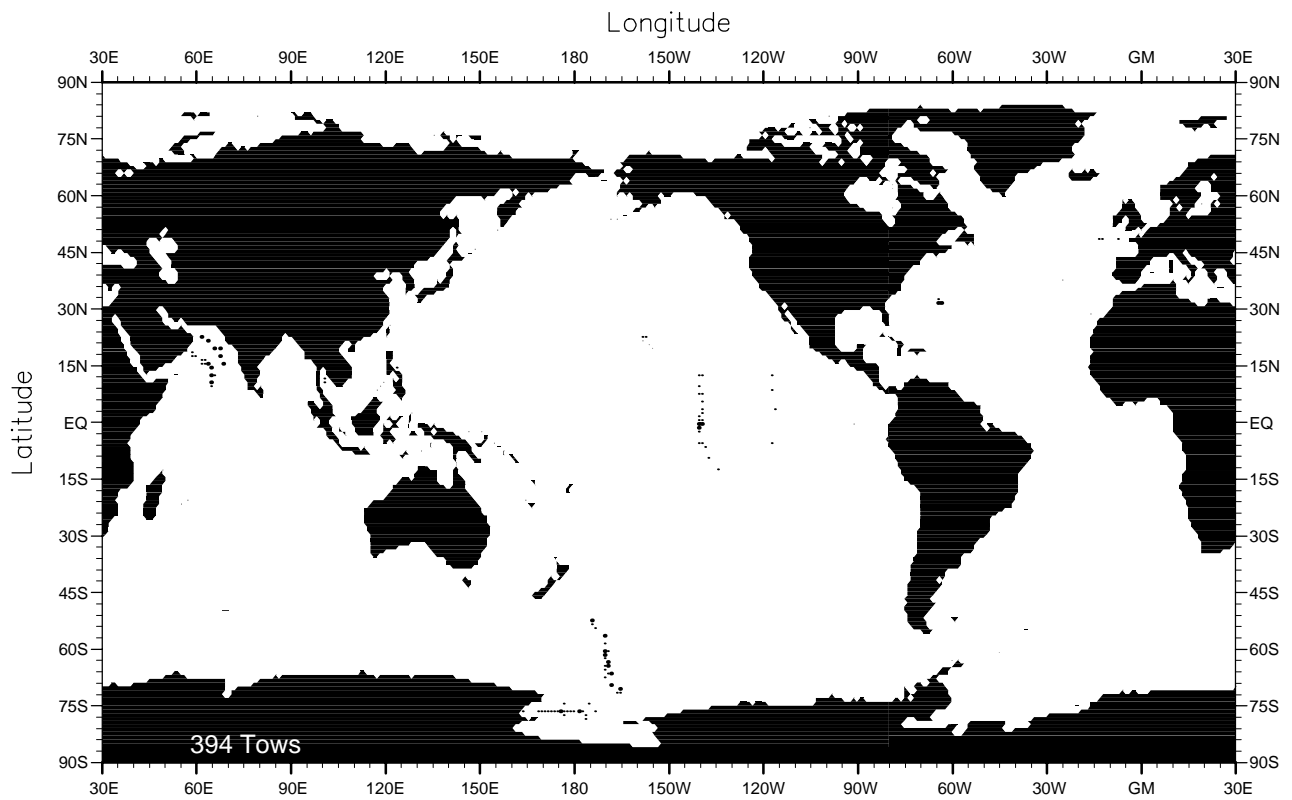 Longitude
30E 60E 90E 120E 150E 180 150W 120W 90W 60W 30W GM 30E
90N 90N
75N 75N
60N 60N
45N 45N
30N 30N
15N 15N
EQ EQ
Latitude
15S 15S
30S 30S
45S 45S
60S 60S
75S 75S
394 Tows
90S 90S
30E 60E 90E 120E 150E 180 150W 120W 90W 60W 30W GM 30E